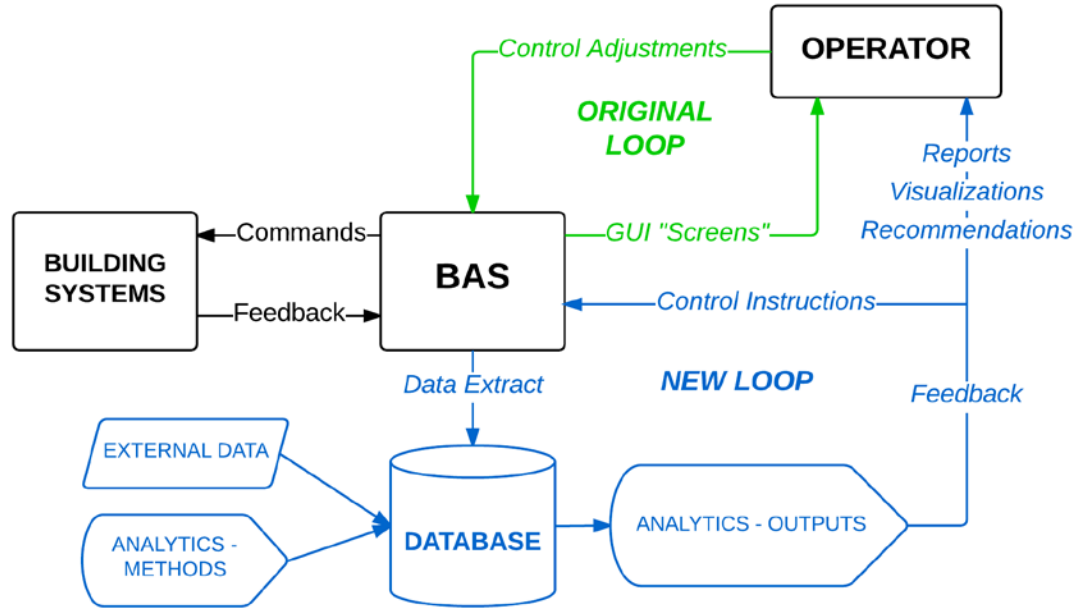 OPERATOR
Control Adjustments
ORIGINAL
LOOP
Reports
Visualizations
Recommendations
BUILDING
SYSTEMS
Commands
Feedback
BAS
GUI "Screens"
Control Instructions
Data Extract
NEW LOOP
Feedback
EXTERNAL DATA
ANALYTICS -
METHODS
DATABASE
ANALYTICS - OUTPUTS